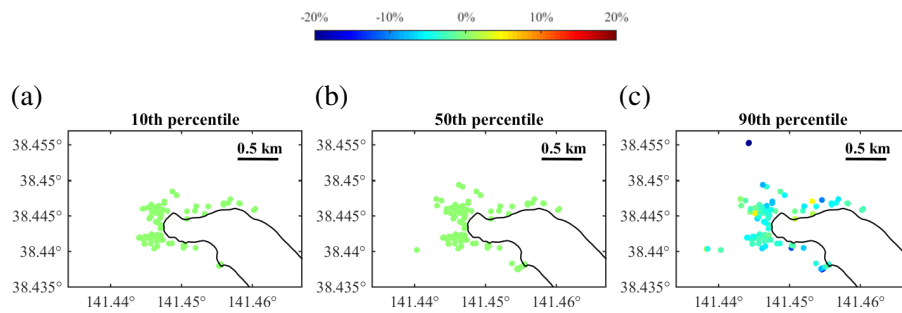 -20% -10% 0% 10% 20%
(a) (b) (c)
10th percentile 50th percentile 90th percentile
38.455° 0.5 km 38.455° 0.5 km 38.455° 0.5 km
38.45° 38.45° 38.45°
38.445° 38.445° 38.445°
38.440° 38.440° 38.440°
38.435° 38.435° 38.435°
141.44° 141.45° 141.46° 141.44° 141.45° 141.46° 141.44° 141.45° 141.46°